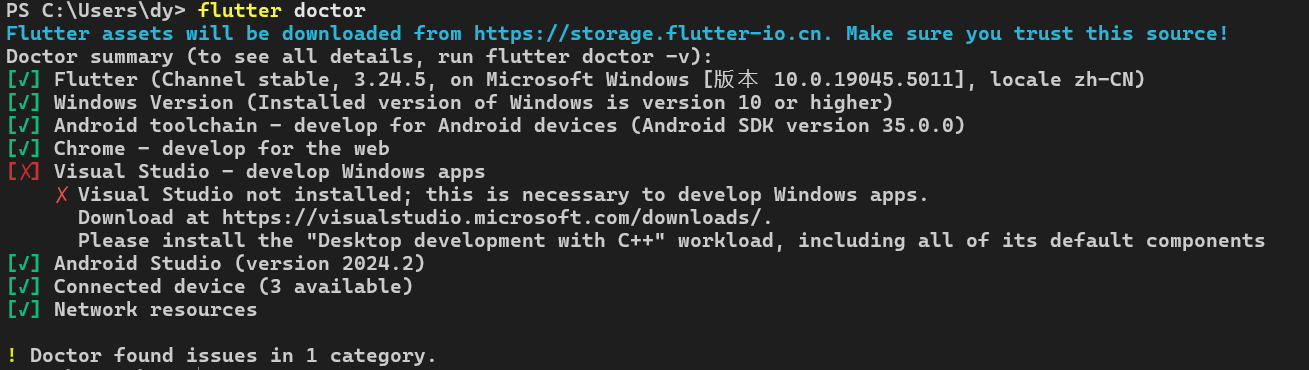 PS C:\Users\dy> flutter doctor
Flutter assets will be downloaded from https://storage.flutter-io.cn. Make sure you trust this source!
Doctor summary (to see all details, run flutter doctor -v):
[√] Flutter (Channel stable, 3.24.5, on Microsoft Windows [版本 10.0.19045.5011], locale zh-CN)
[√] Windows Version (Installed version of Windows is version 10 or higher)
[√] Android toolchain - develop for Android devices (Android SDK version 35.0.0)
[√] Chrome - develop for the web
[X] Visual Studio - develop Windows apps
X Visual Studio not installed; this is necessary to develop Windows apps.
Download at https://visualstudio.microsoft.com/downloads/.
Please install the "Desktop development with C++" workload, including all of its default components
[√] Android Studio (version 2024.2)
[√] Connected device (3 available)
[√] Network resources
! Doctor found issues in 1 category.